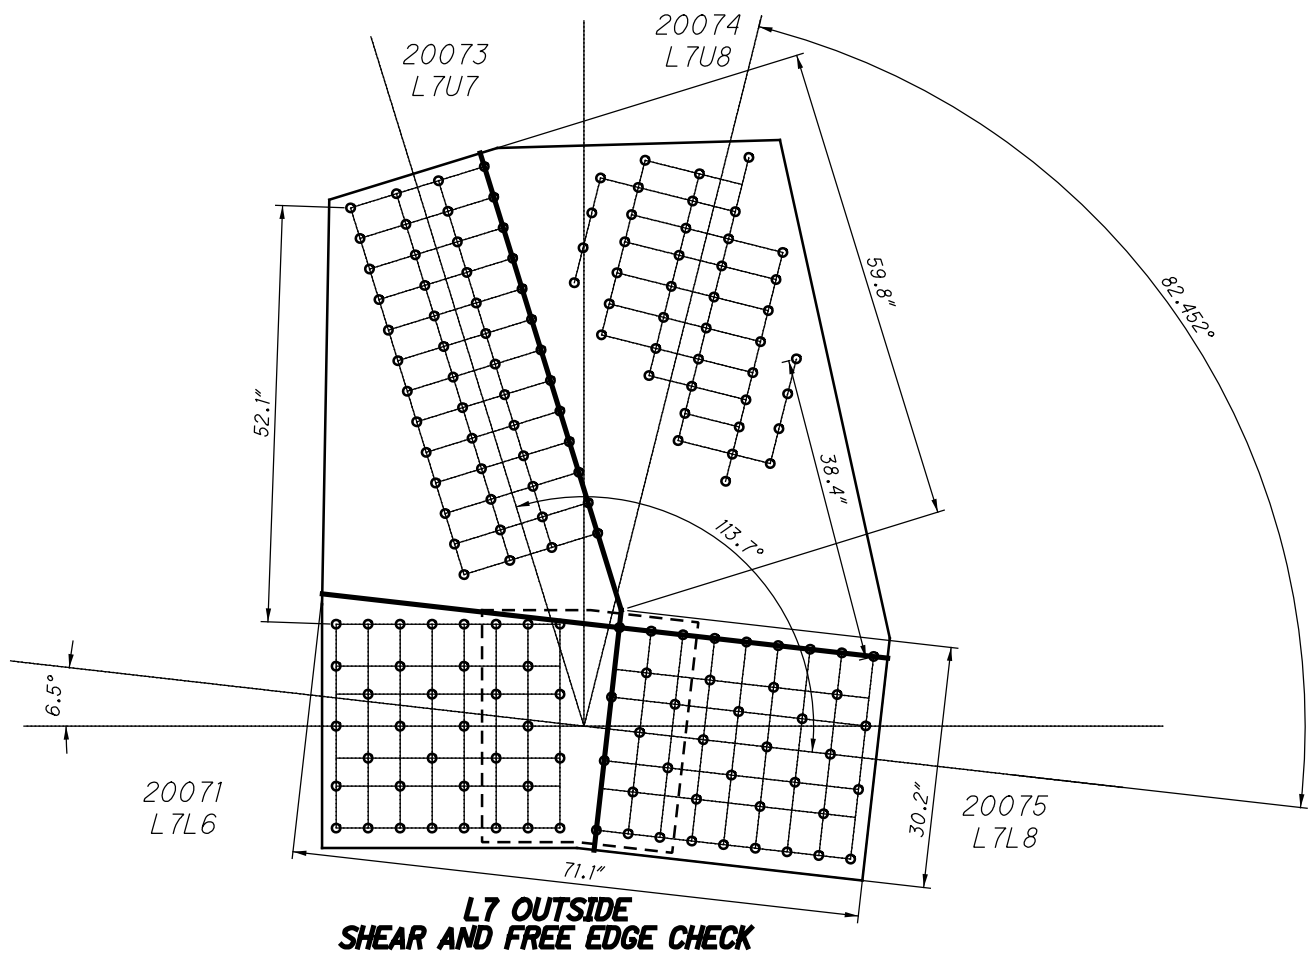 20073
L7U7
20074
L7U8
59.8"
82.452°
52.1"
38.4"
113.7°
6.5°
20071
L7L6
30.2"
20075
L7L8
71.1"
L7 OUTSIDE
SHEAR AND FREE EDGE CHECK